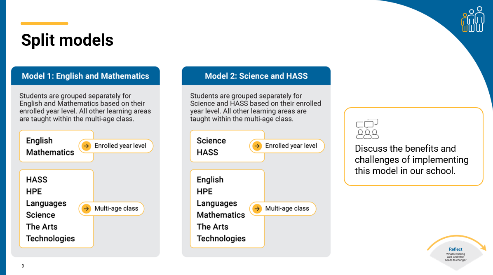 Split models
Model 1: English and Mathematics
Students are grouped separately for
English and Mathematics based on their
enrolled year level. All other learning areas
are taught within the multi-age class.
English
Mathematics
Enrolled year level
HASS
HPE
Languages
Science
The Arts
Technologies
Multi-age class
Model 2: Science and HASS
Students are grouped separately for
Science and HASS based on their enrolled
year level. All other learning areas are
taught within the multi-age class.
Science
HASS
Enrolled year level
English
HPE
Languages
Mathematics
The Arts
Technologies
Multi-age class
Discuss the benefits and
challenges of implementing
this model in our school.
Reflect